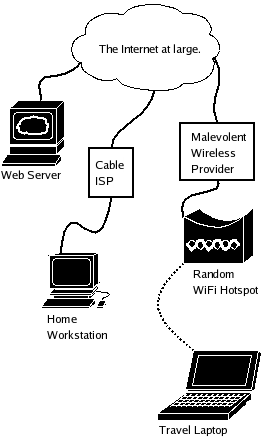 The Internet at large.
Web Server
Cable
ISP
Malevolent
Wireless
Provider
Home
Workstation
Random
WiFi Hotspot
Travel Laptop